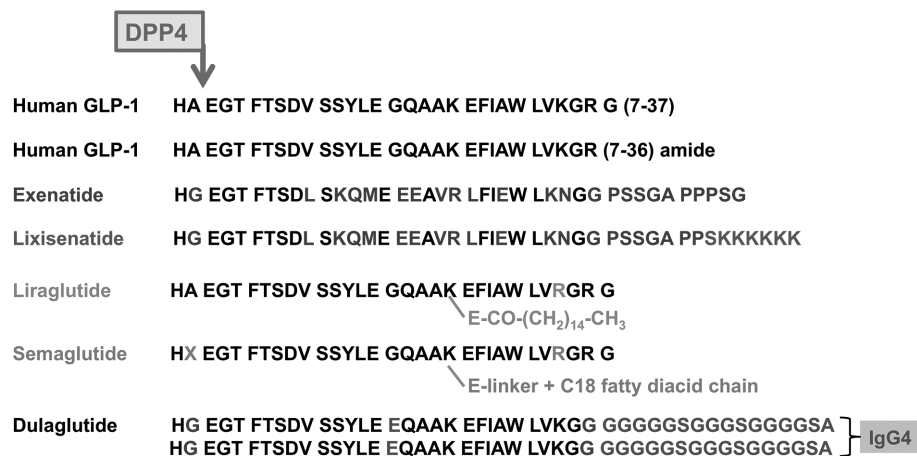 DPP4
Human GLP-1 HA EGT FTSDV SSYLE GQAAK EFIAW LVKGR G (7-37)
Human GLP-1 HA EGT FTSDV SSYLE GQAAK EFIAW LVKGR (7-36) amide
Exenatide HG EGT FTSDL SKQME EEAVR LFIEW LKNGG PSSGA PPPSG
Lixisenatide HG EGT FTSDL SKQME EEAVR LFIEW LKNGG PSSGA PPSKKKKKK
Liraglutide HA EGT FTSDV SSYLE GQAAK EFIAW LVRGR G
E-CO-(CH₂)₁₄-CH₃
Semaglutide HX EGT FTSDV SSYLE GQAAK EFIAW LVRGR G
E-linker + C18 fatty diacid chain
Dulaglutide HG EGT FTSDV SSYLE EQAAK EFIAW LVKGG GGGGGSGGGSGGGGSA
HG EGT FTSDV SSYLE EQAAK EFIAW LVKGG GGGGGSGGGSGGGGSA
IgG4